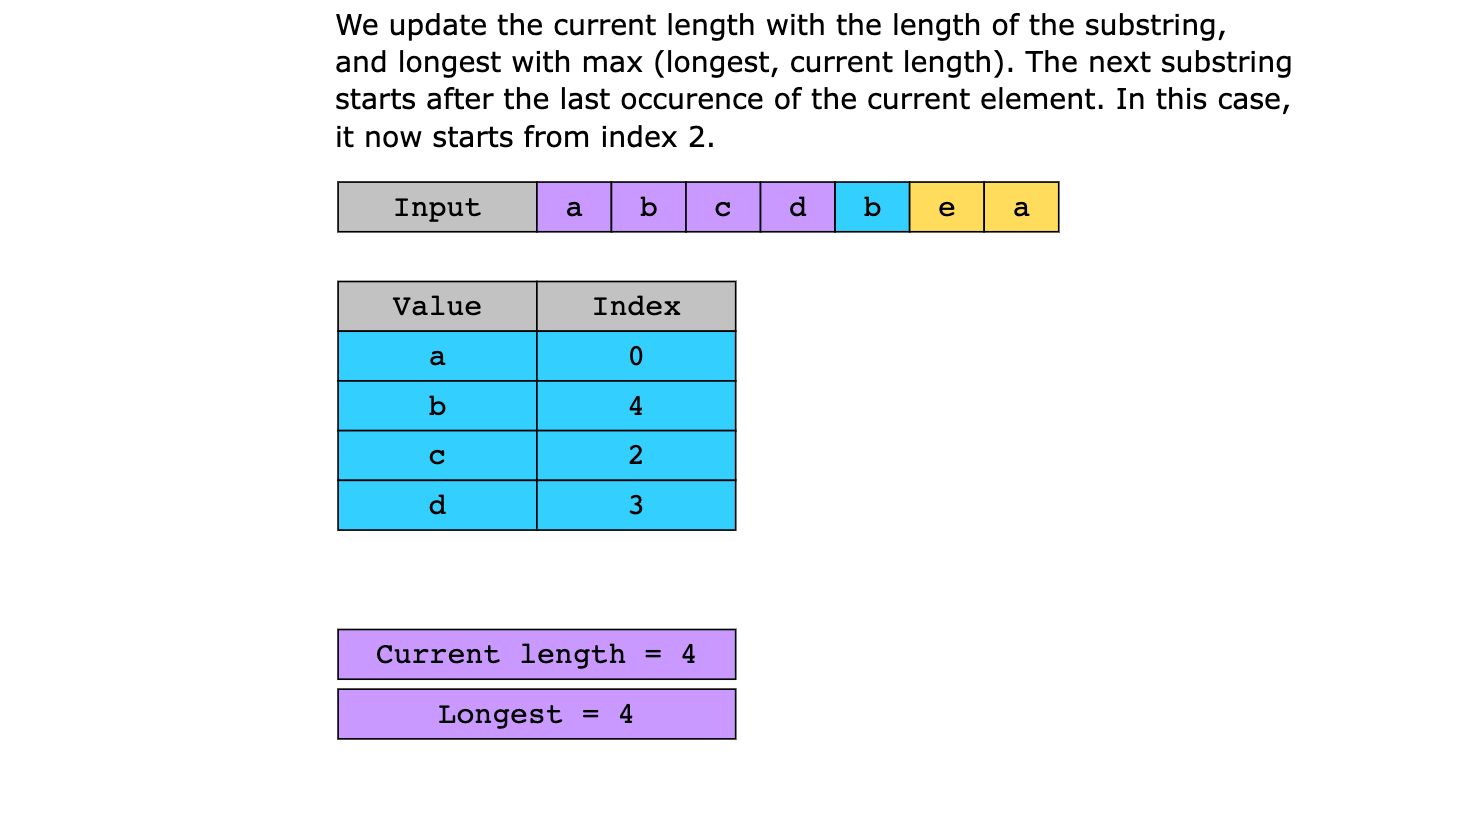 We update the current length with the length of the substring,
and longest with max (longest, current length). The next substring
starts after the last occurence of the current element. In this case,
it now starts from index 2.
Input a b c d b e a
Value Index
a 0
b 4
c 2
d 3
Current length = 4
Longest = 4